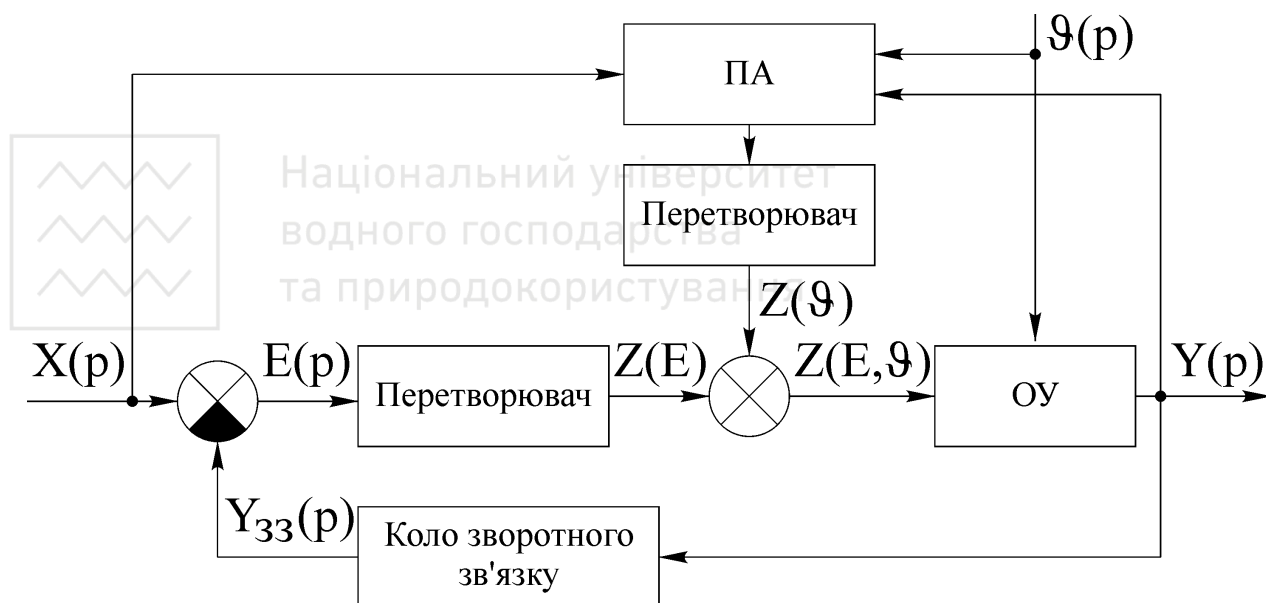 ϑ(p)
ПА
Національний університет
водного господарства
та природокористування
Перетворювач
Z(ϑ)
X(p)
E(p)
Перетворювач
Z(E)
Z(E,ϑ)
ОУ
Y(p)
Yзз(p)
Коло зворотного
зв'язку